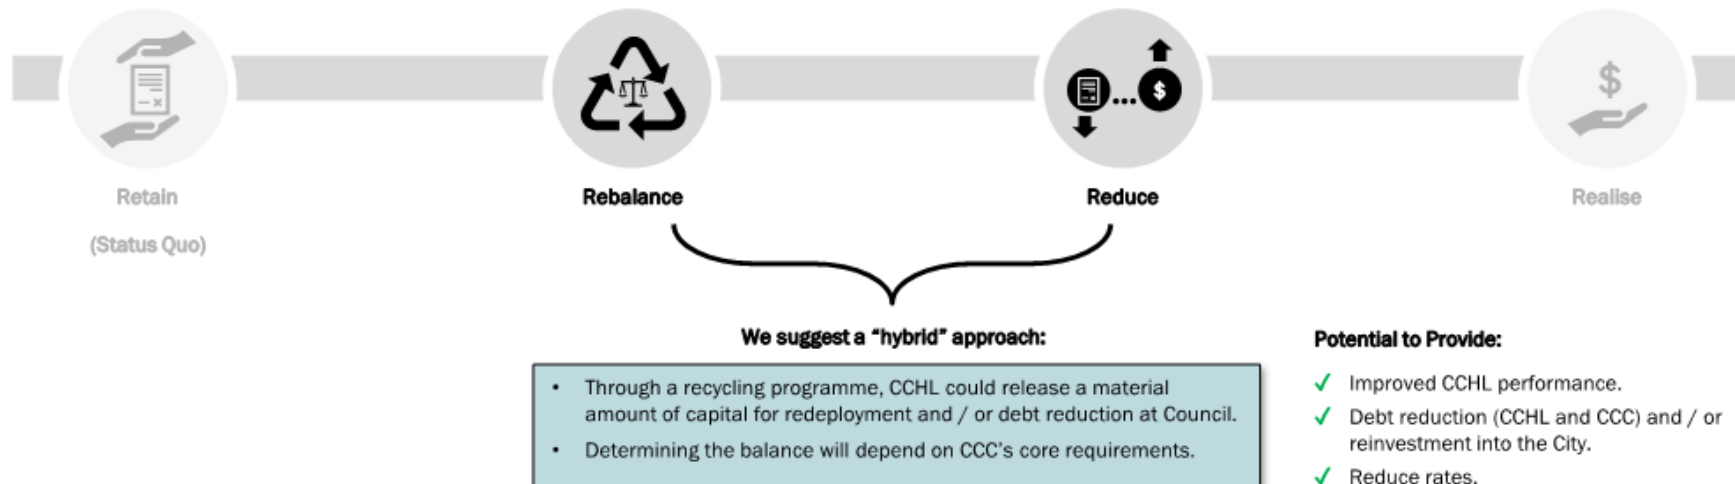 Retain
(Status Quo)
Rebalance
Reduce
Realise
We suggest a “hybrid” approach:
• Through a recycling programme, CCHL could release a material
amount of capital for redeployment and / or debt reduction at Council.
• Determining the balance will depend on CCC’s core requirements.
Potential to Provide:
✓ Improved CCHL performance.
✓ Debt reduction (CCHL and CCC) and / or
reinvestment into the City.
✓ Reduce rates.